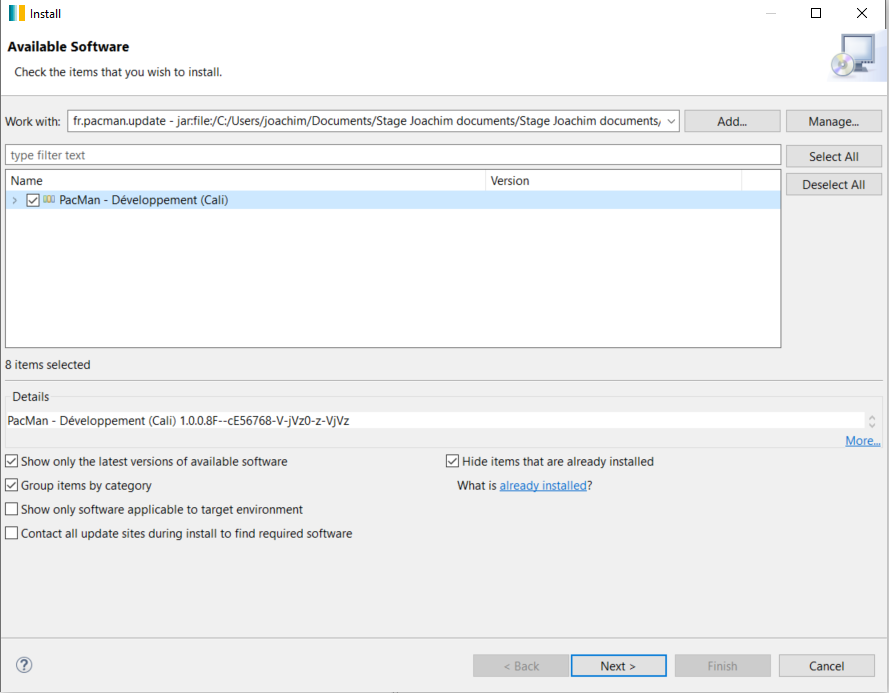 Install
Available Software
Check the items that you wish to install.
Work with: fr.pacman.update - jar:file:/C:/Users/joachim/Documents/Stage Joachim documents/Stage Joachim documents/
Add...
Manage...
type filter text
Select All
Deselect All
Name Version
PacMan - Développement (Cali)
8 items selected
Details
PacMan - Développement (Cali) 1.0.0.8F--cE56768-V-jVz0-z-VjVz
More...
Show only the latest versions of available software
Hide items that are already installed
Group items by category
What is already installed?
Show only software applicable to target environment
Contact all update sites during install to find required software
?
< Back
Next >
Finish
Cancel